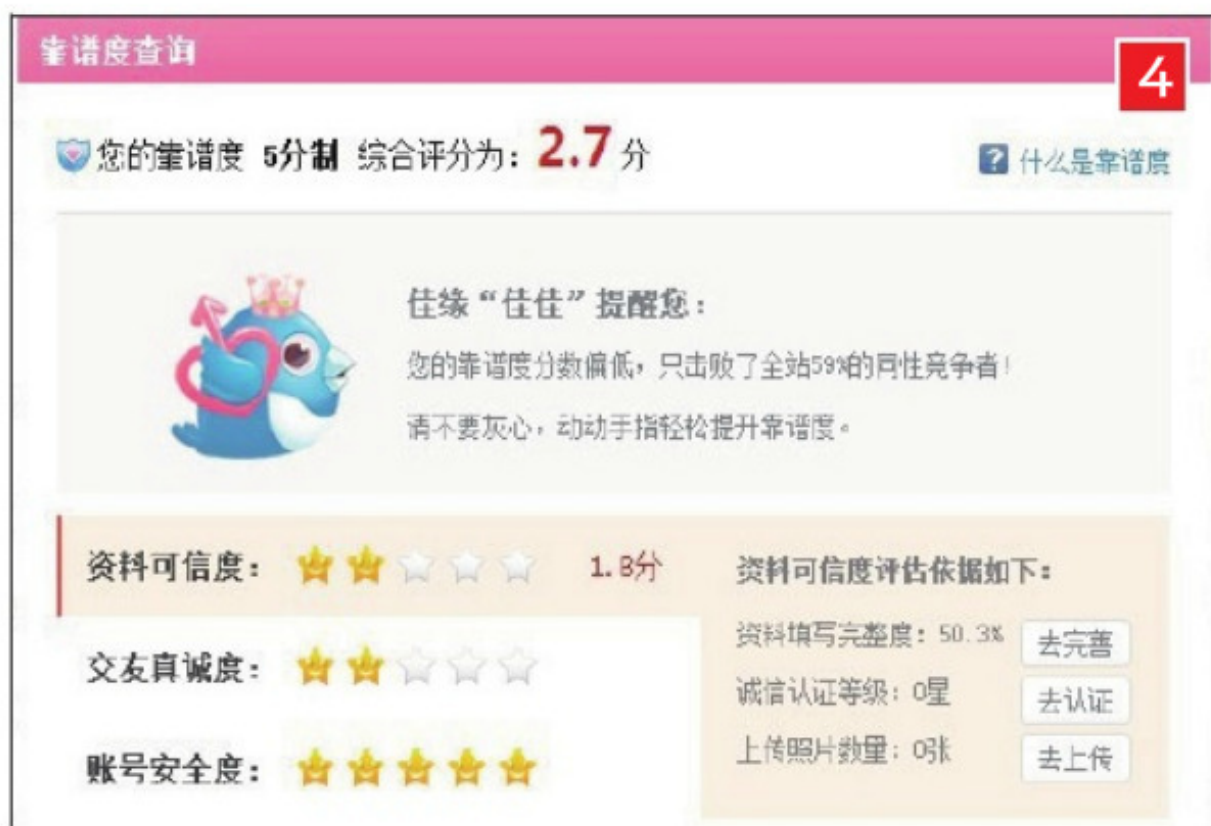 靠谱度查询
4
您的靠谱度 5分制 综合评分为：2.7分
什么是靠谱度
佳缘“佳佳”提醒您：
您的靠谱度分数偏低，只击败了全站59%的同性竞争者！
请不要灰心，动动手指轻松提升靠谱度。
资料可信度： 1.8分
资料可信度评估依据如下：
资料填写完整度：50.3% 去完善
交友真诚度：
诚信认证等级：0星 去认证
上传照片数量：0张 去上传
账号安全度：